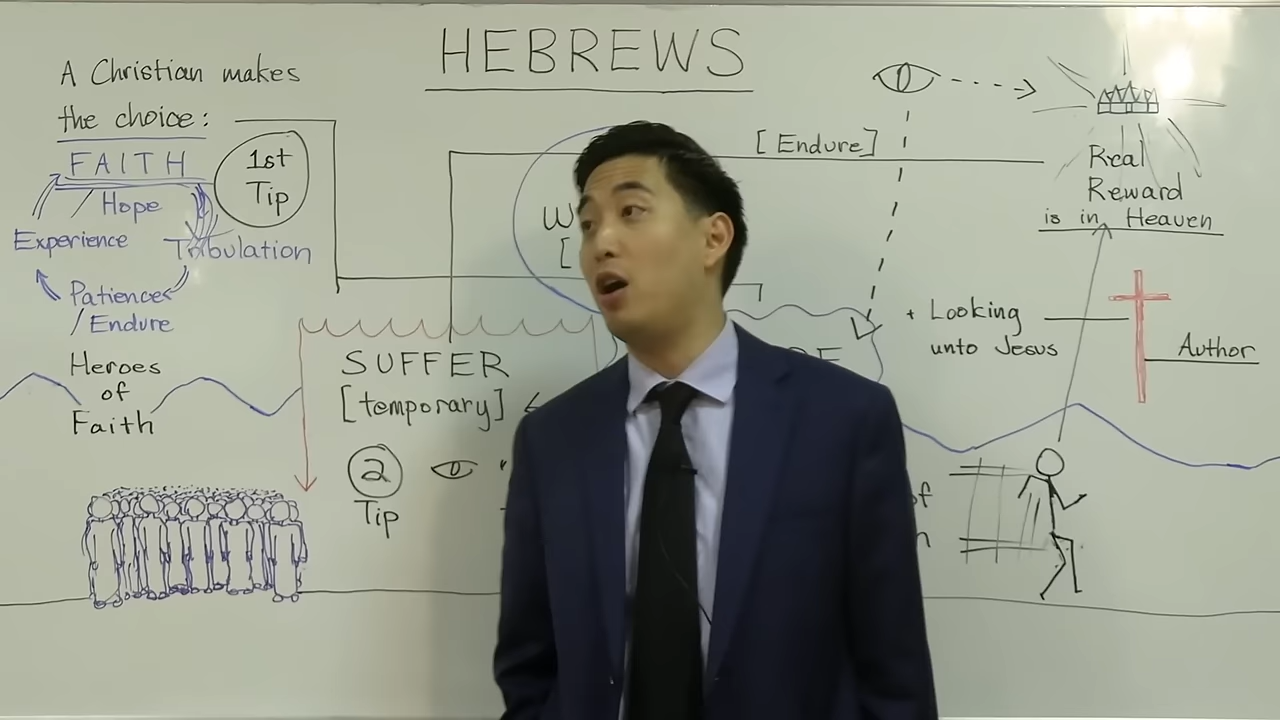 HEBREWS
A Christian makes
the choice:
FAITH
/ Hope
Experience
Tribulation
Patiences
/ Endure
1st
Tip
Heroes
of
Faith
[Endure]
W
[
SUFFER
[temporary]
2
Tip
Real
Reward
is in Heaven
+ Looking
unto Jesus
Author